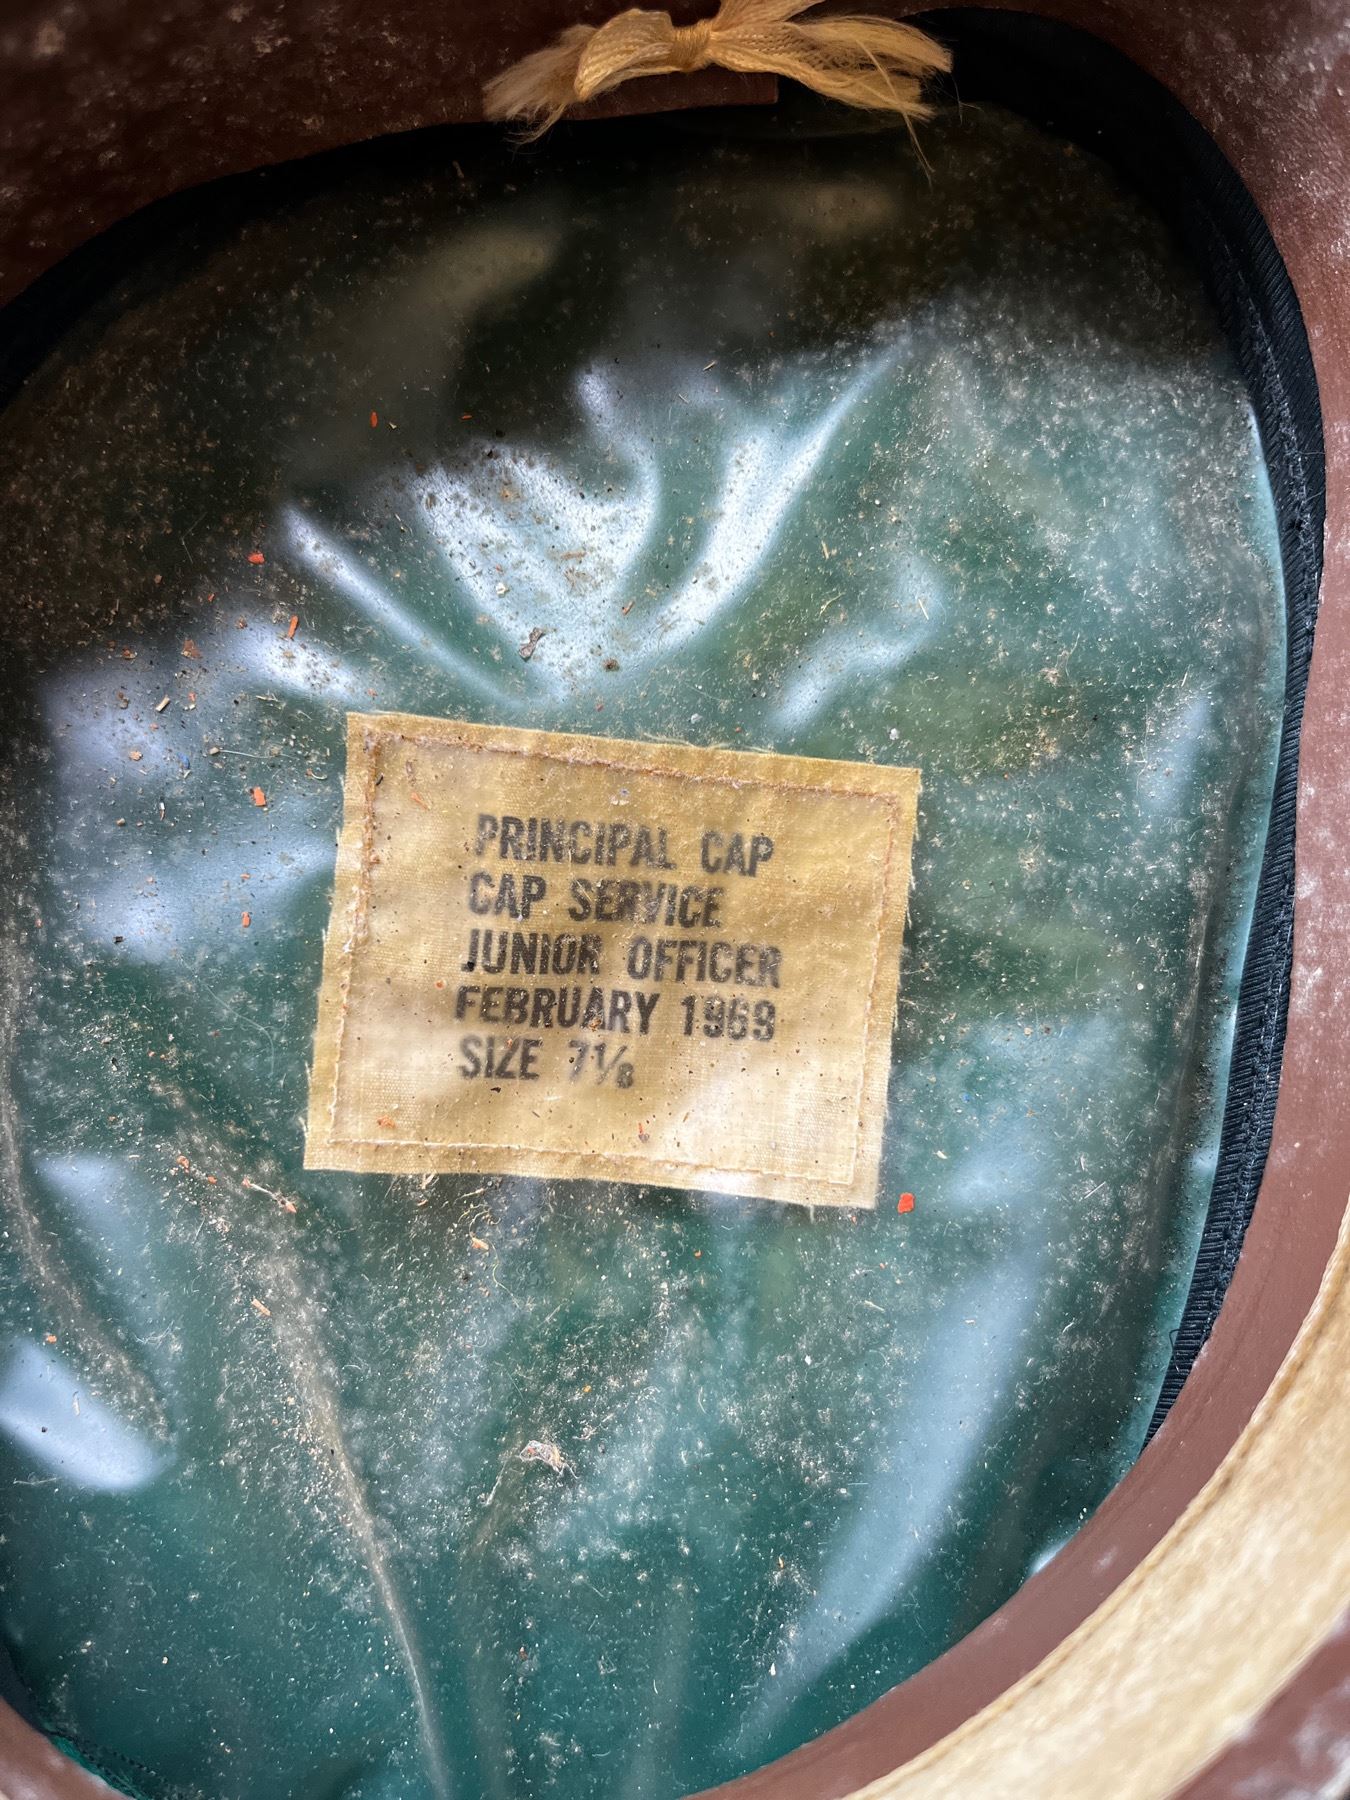 PRINCIPAL CAP
CAP SERVICE
JUNIOR OFFICER
FEBRUARY 1969
SIZE 7⅛